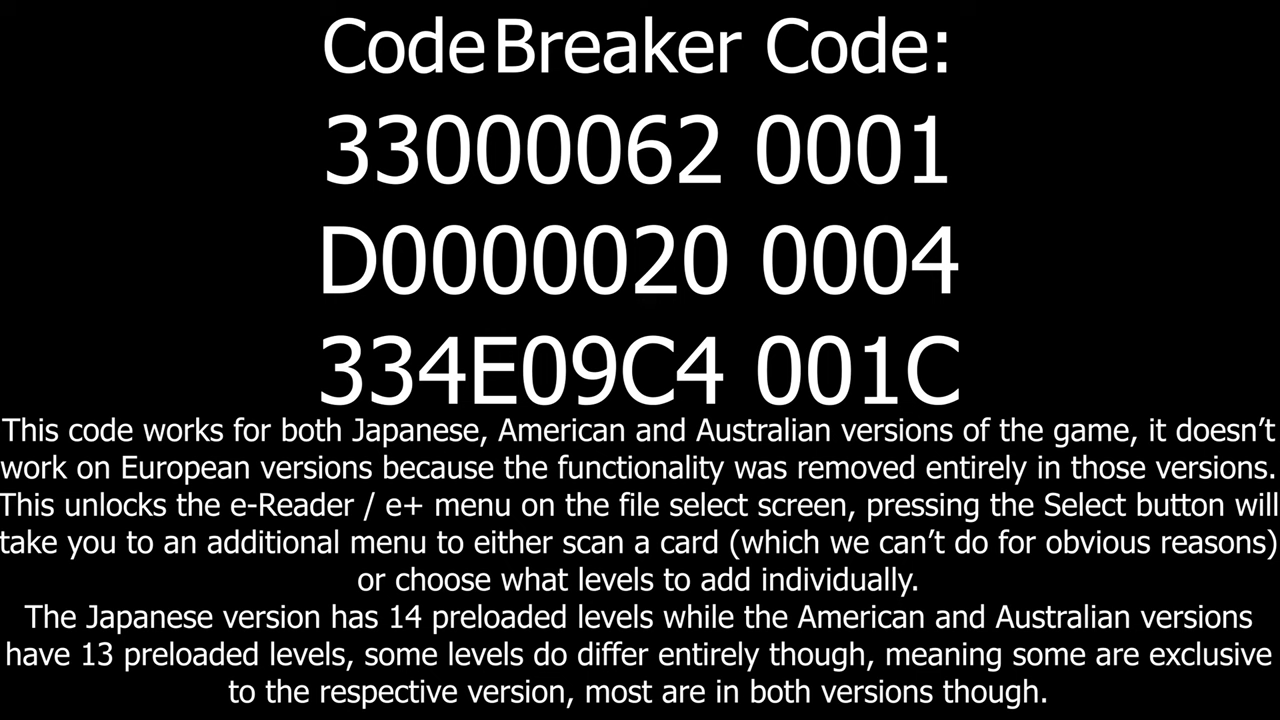 CodeBreaker Code:
33000062 0001
D0000020 0004
334E09C4 001C
This code works for both Japanese, American and Australian versions of the game, it doesn’t
work on European versions because the functionality was removed entirely in those versions.
This unlocks the e-Reader / e+ menu on the file select screen, pressing the Select button will
take you to an additional menu to either scan a card (which we can’t do for obvious reasons)
or choose what levels to add individually.
The Japanese version has 14 preloaded levels while the American and Australian versions
have 13 preloaded levels, some levels do differ entirely though, meaning some are exclusive
to the respective version, most are in both versions though.